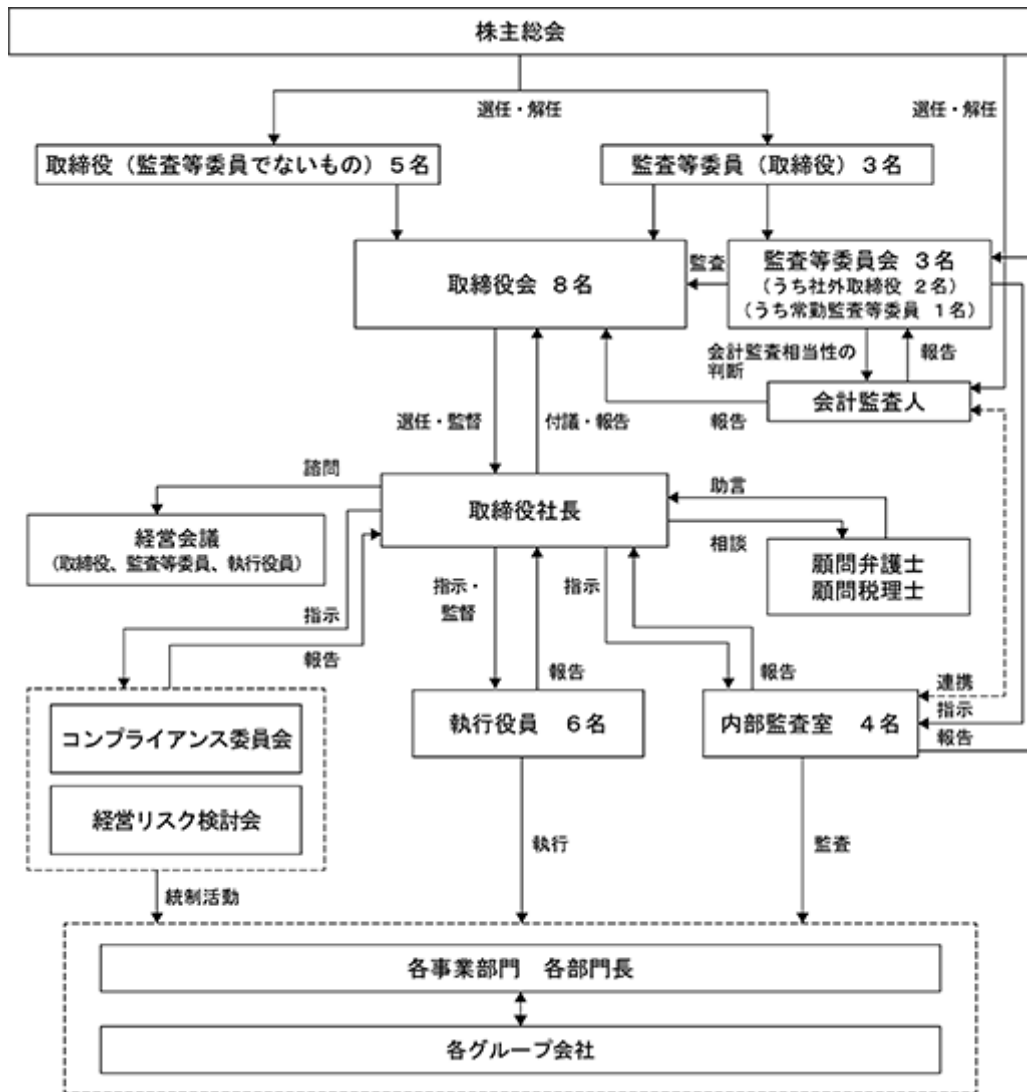 株主総会
選任・解任
選任・解任
取締役（監査等委員でないもの）５名
監査等委員（取締役）３名
取締役会 ８名
監査
監査等委員会 ３名
（うち社外取締役 ２名）
（うち常勤監査等委員 １名）
会計監査相当性の
判断
報告
会計監査人
報告
選任・監督
付議・報告
諮問
取締役社長
助言
相談
経営会議
（取締役、監査等委員、執行役員）
顧問弁護士
顧問税理士
指示
報告
指示・
監督
指示
報告
報告
連携
指示
報告
コンプライアンス委員会
経営リスク検討会
執行役員 ６名
内部監査室 ４名
統制活動
執行
監査
各事業部門 各部門長
各グループ会社